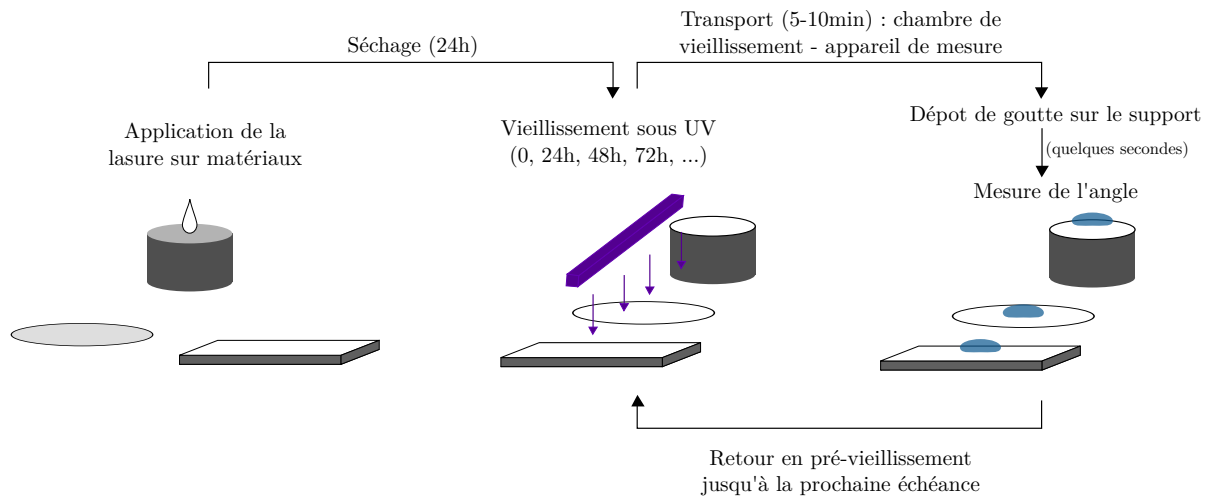 Séchage (24h)
Transport (5-10min) : chambre de
vieillissement - appareil de mesure
Application de la
lasure sur matériaux
Vieillissement sous UV
(0, 24h, 48h, 72h, ...)
Dépot de goutte sur le support
(quelques secondes)
Mesure de l'angle
Retour en pré-vieillissement
jusqu'à la prochaine échéance